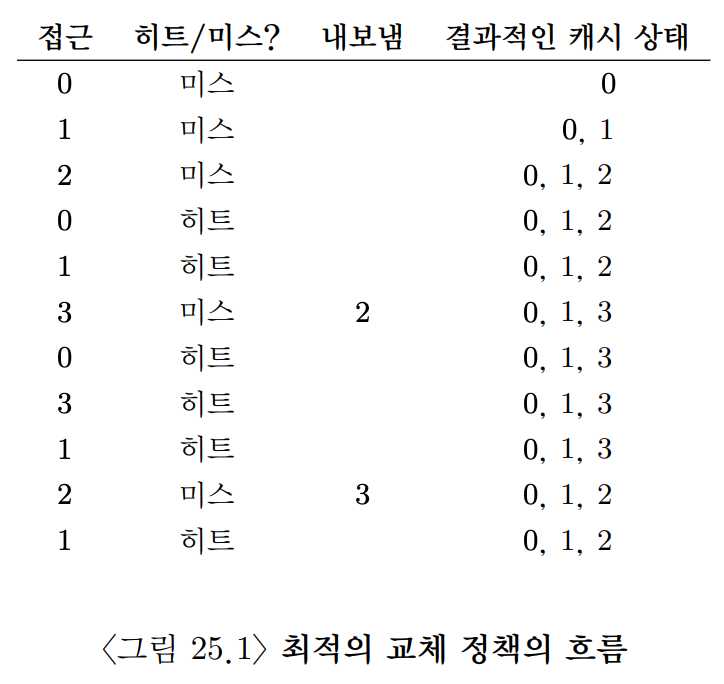 접근 히트/미스? 내보냄 결과적인 캐시 상태
0 미스 0
1 미스 0, 1
2 미스 0, 1, 2
0 히트 0, 1, 2
1 히트 0, 1, 2
3 미스 2 0, 1, 3
0 히트 0, 1, 3
3 히트 0, 1, 3
1 히트 0, 1, 3
2 미스 3 0, 1, 2
1 히트 0, 1, 2
〈그림 25.1〉 최적의 교체 정책의 흐름